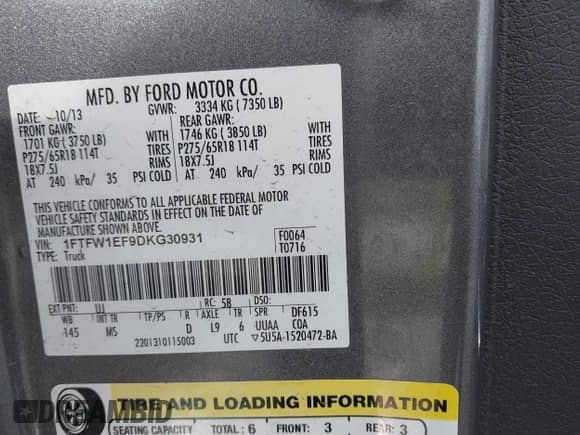 MFD. BY FORD MOTOR CO.
DATE: 10/13 GVWR: 3334 KG ( 7350 LB)
FRONT GAWR: REAR GAWR:
1701 KG ( 3750 LB) WITH 1746 KG ( 3850 LB) WITH
P275/65R18 114T TIRES P275/65R18 114T TIRES
18X7.5J RIMS 18X7.5J RIMS
AT 240 kPa/ 35 PSI COLD AT 240 kPa/ 35 PSI COLD
THIS VEHICLE CONFORMS TO ALL APPLICABLE FEDERAL MOTOR
VEHICLE SAFETY STANDARDS IN EFFECT ON THE DATE OF
MANUFACTURE SHOWN ABOVE.
VIN: 1FTFW1EF9DKG30931 F0064
TYPE: Truck T0716
EXT PNT: UJ RC: 58 DSO:
WB INT TR TP/PS R AXLE TR SPR DF615
145 MS D L9 6 UUAA COA
2201310115003 UTC ▽5U5A-1520472-BA
TIRE AND LOADING INFORMATION
SEATING CAPACITY TOTAL: 6 FRONT: 3 REAR: 3